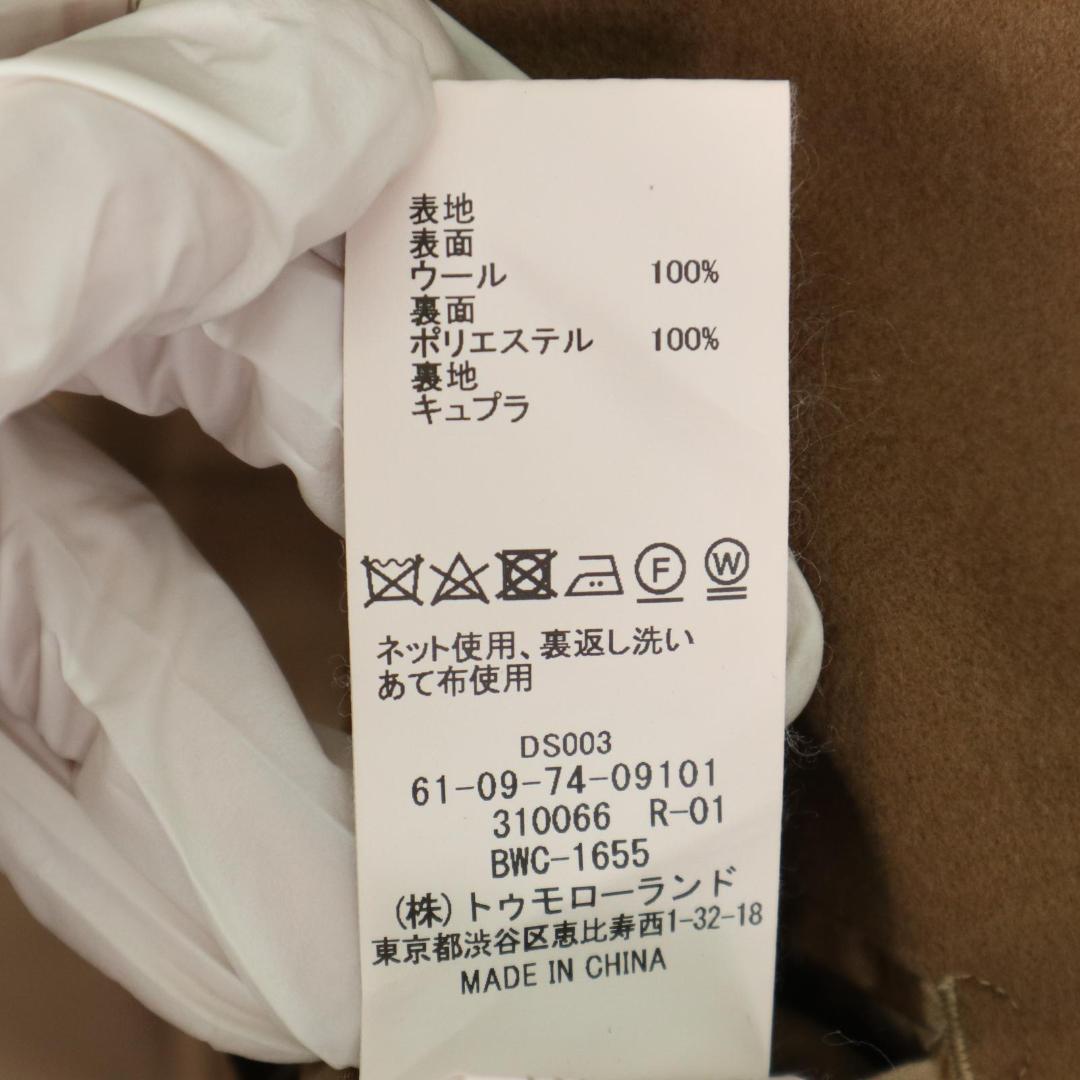 表地
表面
ウール 100%
裏面
ポリエステル 100%
裏地
キュプラ
F W
ネット使用、裏返し洗い
あて布使用
DS003
61-09-74-09101
310066 R-01
BWC-1655
(株)トゥモローランド
東京都渋谷区恵比寿西1-32-18
MADE IN CHINA